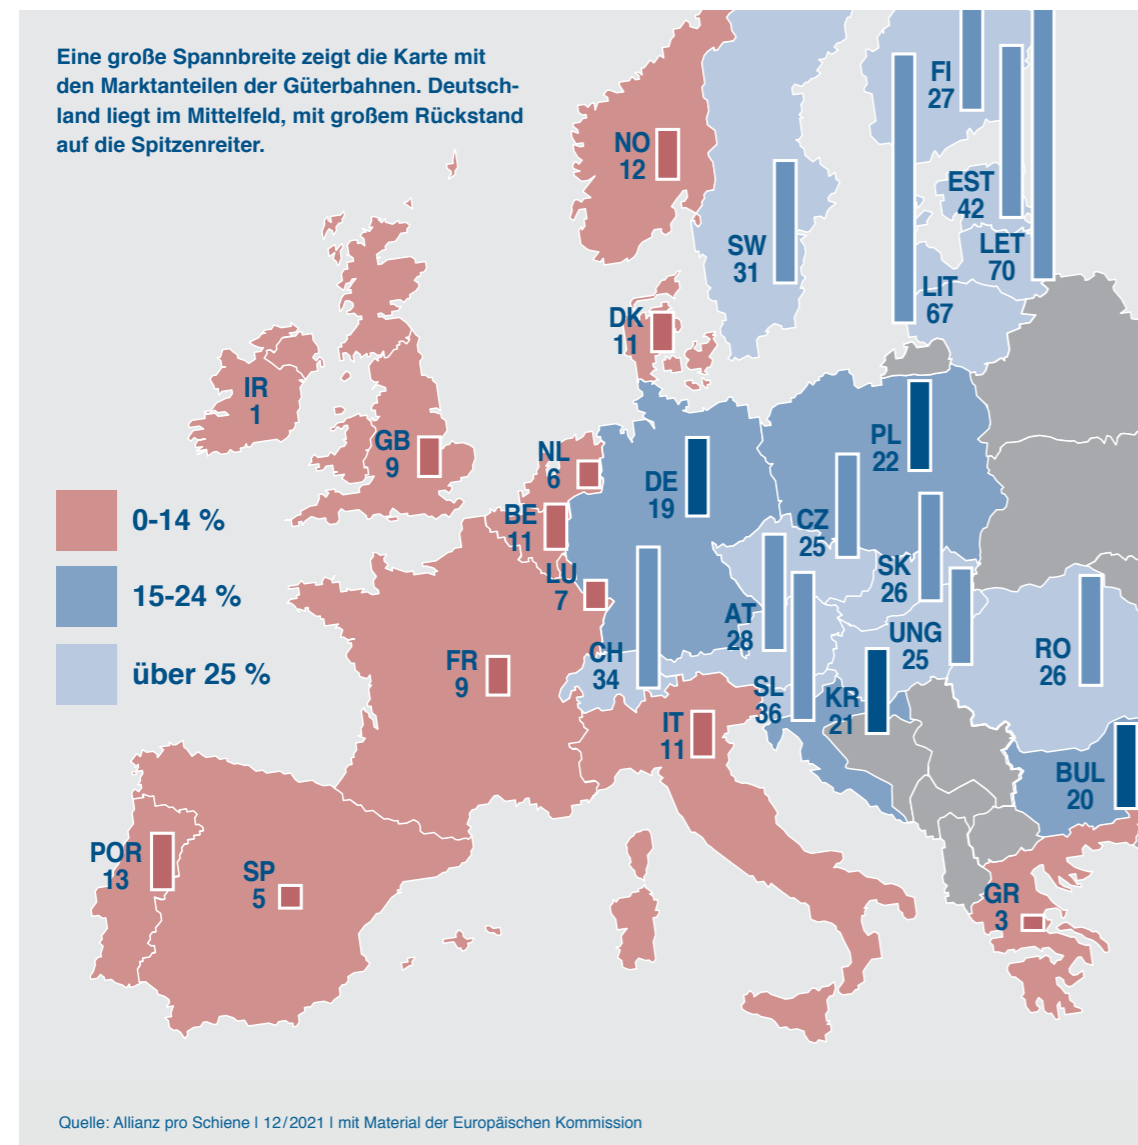 Eine große Spannbreite zeigt die Karte mit
den Marktanteilen der Güterbahnen. Deutsch-
land liegt im Mittelfeld, mit großem Rückstand
auf die Spitzenreiter.
FI
27
NO
12
EST
42
SW
31
LET
70
LIT
67
DK
11
IR
1
GB
9
NL
6
DE
19
PL
22
BE
11
CZ
25
SK
26
LU
7
AT
28
UNG
25
RO
26
CH
34
FR
9
SL
36
KR
21
IT
11
BUL
20
POR
13
SP
5
GR
3
0-14 %
15-24 %
über 25 %
Quelle: Allianz pro Schiene | 12/2021 | mit Material der Europäischen Kommission